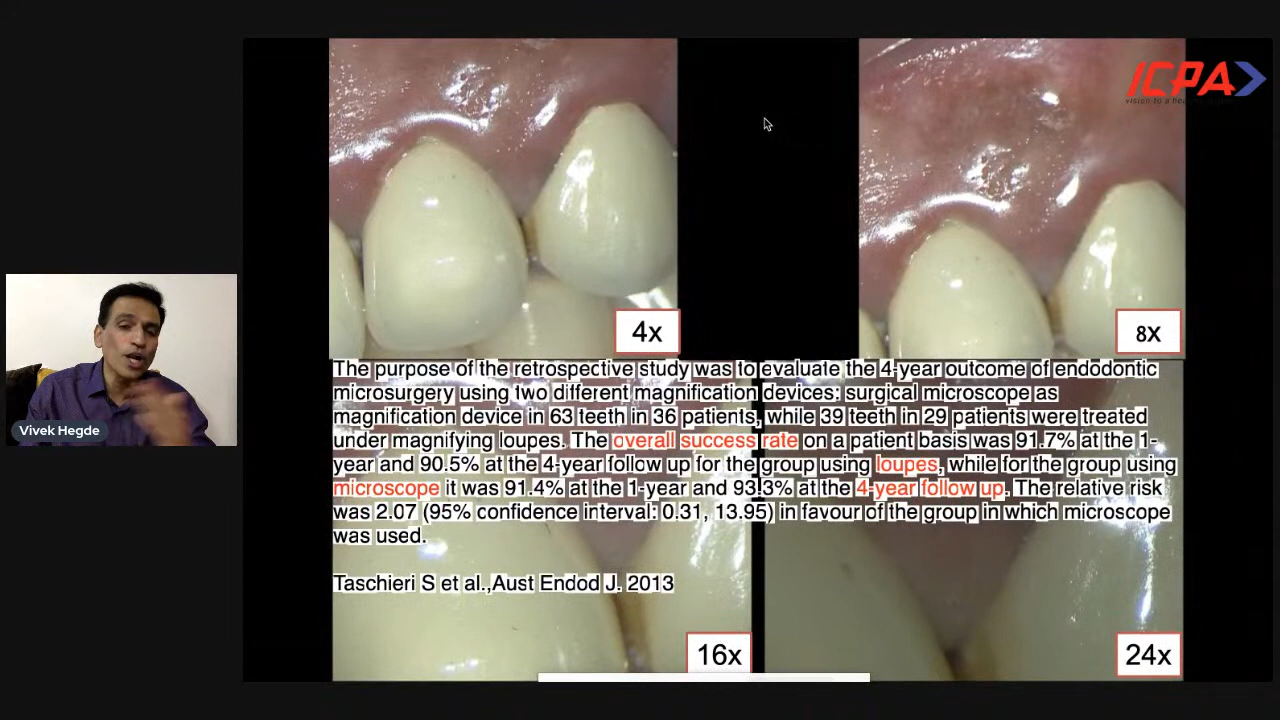 ICPA
vision to a hea
4x
8x
The purpose of the retrospective study was to evaluate the 4-year outcome of endodontic
microsurgery using two different magnification devices: surgical microscope as
magnification device in 63 teeth in 36 patients, while 39 teeth in 29 patients were treated
under magnifying loupes. The overall success rate on a patient basis was 91.7% at the 1-
year and 90.5% at the 4-year follow up for the group using loupes, while for the group using
microscope it was 91.4% at the 1-year and 93.3% at the 4-year follow up. The relative risk
was 2.07 (95% confidence interval: 0.31, 13.95) in favour of the group in which microscope
was used.
Taschieri S et al.,Aust Endod J. 2013
Vivek Hegde
16x
24x